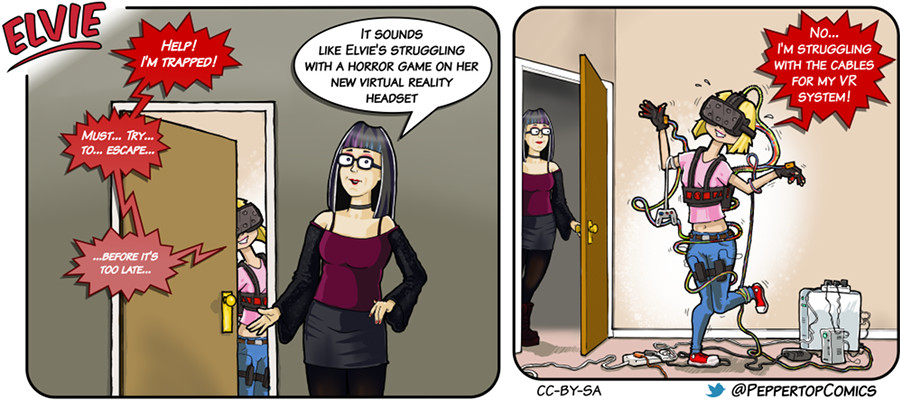 ELVIE
HELP!
I'M TRAPPED!
MUST... TRY...
TO... ESCAPE...
...BEFORE IT'S
TOO LATE...
IT SOUNDS
LIKE ELVIE'S STRUGGLING
WITH A HORROR GAME ON HER
NEW VIRTUAL REALITY
HEADSET
NO...
I'M STRUGGLING
WITH THE CABLES
FOR MY VR
SYSTEM!
CC-BY-SA
@PEPPERTOPCOMICS